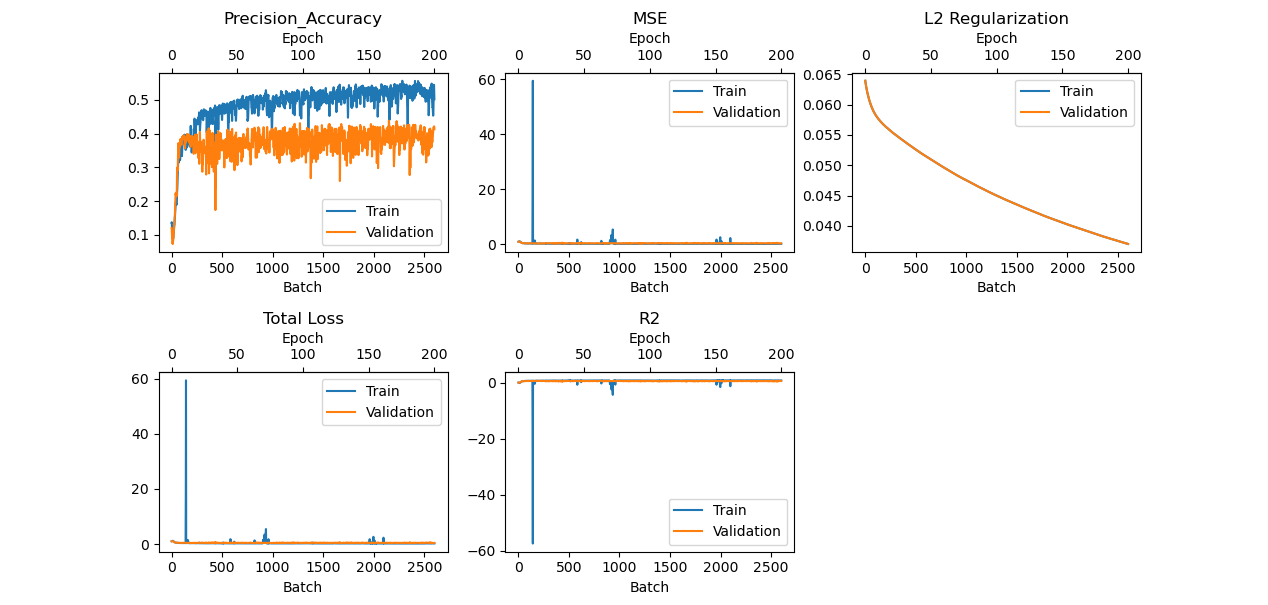 Precision_Accuracy
Epoch
0 50 100 150 200
0.5
0.4
0.3
0.2
0.1
Train
Validation
0 500 1000 1500 2000 2500
Batch
MSE
Epoch
0 50 100 150 200
60
40
20
0
Train
Validation
0 500 1000 1500 2000 2500
Batch
L2 Regularization
Epoch
0 50 100 150 200
0.065
0.060
0.055
0.050
0.045
0.040
Train
Validation
0 500 1000 1500 2000 2500
Batch
Total Loss
Epoch
0 50 100 150 200
60
40
20
0
Train
Validation
0 500 1000 1500 2000 2500
Batch
R2
Epoch
0 50 100 150 200
0
−20
−40
−60
Train
Validation
0 500 1000 1500 2000 2500
Batch